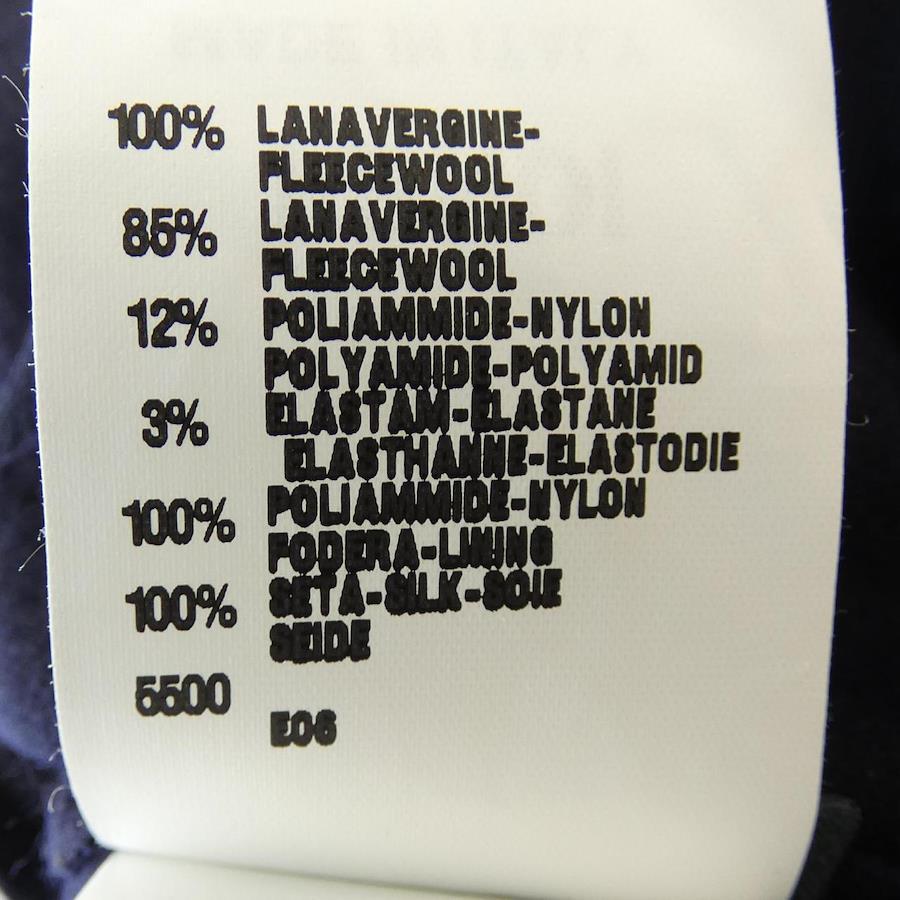 100% LANAVERGINE-
FLEECEWOOL
85% LANAVERGINE-
FLEECEWOOL
12% POLIAMMIDE-NYLON
POLYAMIDE-POLYAMID
3% ELASTAM-ELASTANE
ELASTHANNE-ELASTODIE
100% POLIAMMIDE-NYLON
FODERA-LINING
100% SETA-SILK-SOIE
SEIDE
5500
E06